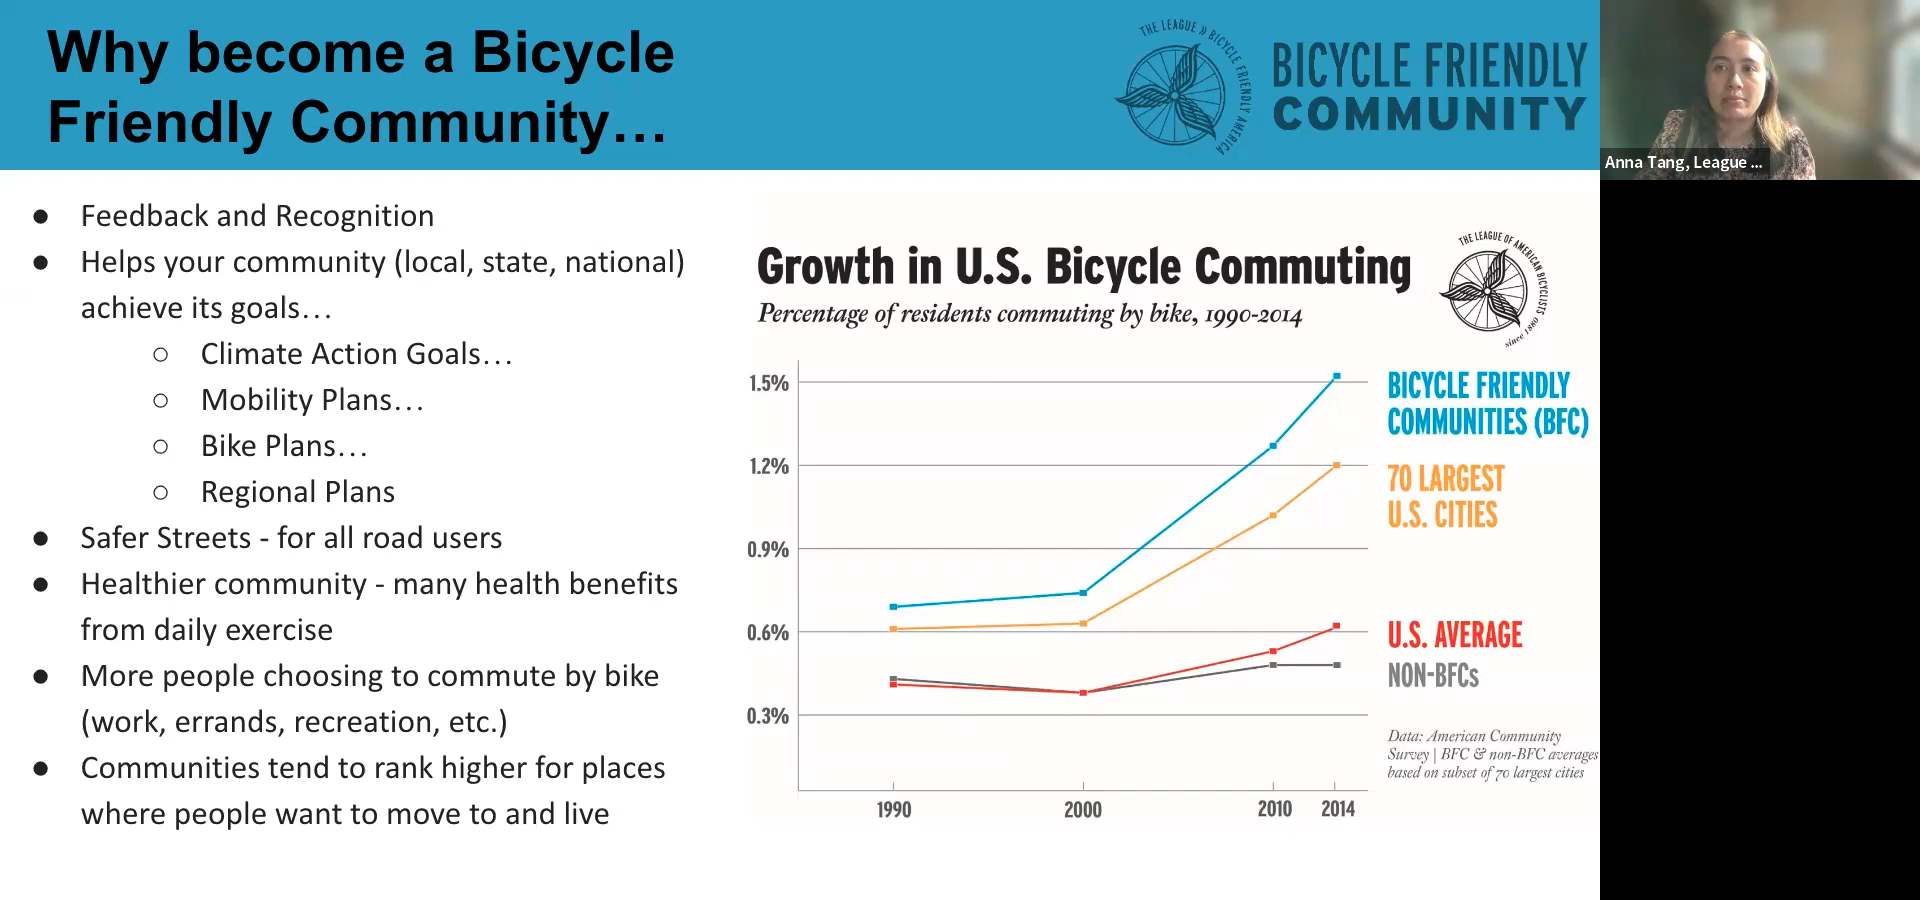 Why become a Bicycle
Friendly Community…
THE LEAGUE » BICYCLE FRIENDLY AMERICA
BICYCLE FRIENDLY
COMMUNITY
Anna Tang, League ...
● Feedback and Recognition
● Helps your community (local, state, national)
achieve its goals…
○ Climate Action Goals…
○ Mobility Plans…
○ Bike Plans…
○ Regional Plans
● Safer Streets - for all road users
● Healthier community - many health benefits
from daily exercise
● More people choosing to commute by bike
(work, errands, recreation, etc.)
● Communities tend to rank higher for places
where people want to move to and live
Growth in U.S. Bicycle Commuting
Percentage of residents commuting by bike, 1990-2014
THE LEAGUE OF AMERICAN BICYCLISTS
since 1880
1.5%
1.2%
0.9%
0.6%
0.3%
1990 2000 2010 2014
BICYCLE FRIENDLY
COMMUNITIES (BFC)
70 LARGEST
U.S. CITIES
U.S. AVERAGE
NON-BFCs
Data: American Community
Survey | BFC & non-BFC averages
based on subset of 70 largest cities